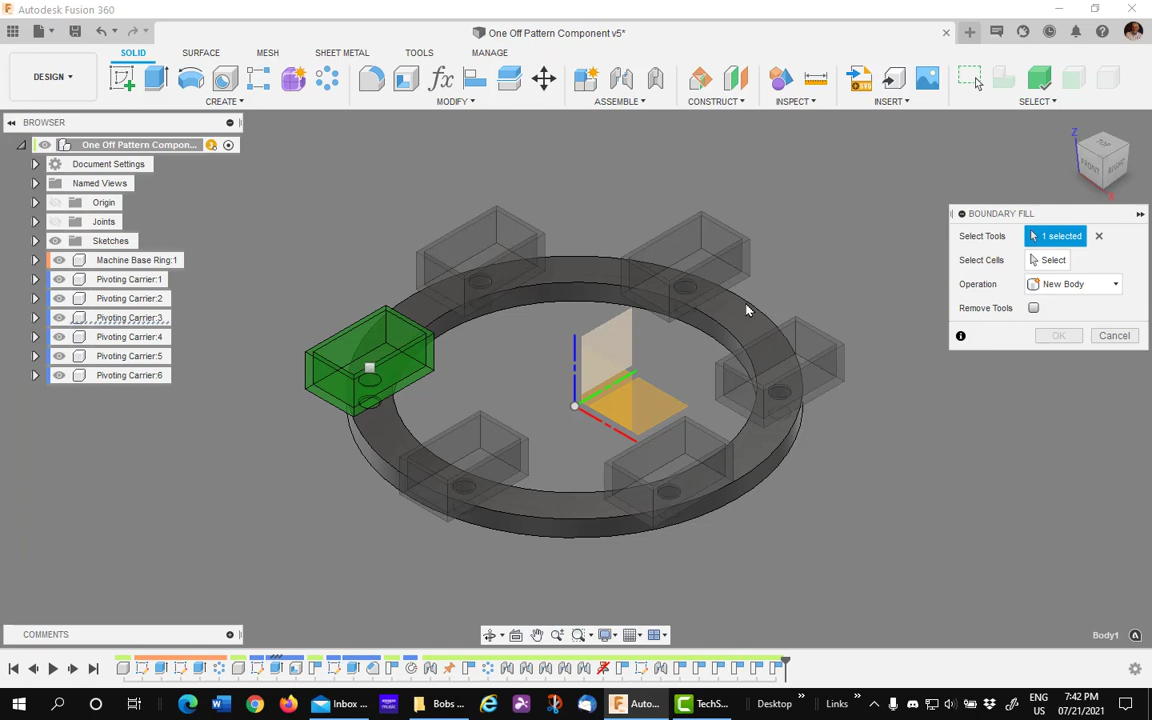 Autodesk Fusion 360
One Off Pattern Component v5*
SOLID SURFACE MESH SHEET METAL TOOLS MANAGE
DESIGN
CREATE MODIFY ASSEMBLE CONSTRUCT INSPECT INSERT SELECT
BROWSER
One Off Pattern Compon...
Document Settings
Named Views
Origin
Joints
Sketches
Machine Base Ring:1
Pivoting Carrier:1
Pivoting Carrier:2
Pivoting Carrier:3
Pivoting Carrier:4
Pivoting Carrier:5
Pivoting Carrier:6
Z
TOP
FRONT
RIGHT
X
BOUNDARY FILL
Select Tools 1 selected
Select Cells Select
Operation New Body
Remove Tools
OK Cancel
COMMENTS
Body1
Inbox ... Bobs ... Auto... TechS... Desktop Links ENG US 7:42 PM 07/21/2021